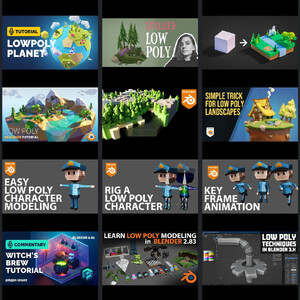 TUTORIAL
LOWPOLY
PLANET
STYLIZED
LOW
POLY
LOW POLY
TUTORIAL
SIMPLE TRICK
FOR LOW POLY
LANDSCAPES
EASY
LOW POLY
CHARACTER
MODELING
RIG A
LOW POLY
CHARACTER
KEY
FRAME
ANIMATION
COMMENTARY
WITCH'S
BREW
TUTORIAL
polygon runway
LEARN LOW POLY MODELING
in BLENDER 2.83
LOW POLY
TECHNIQUES
IN BLENDER 3.X